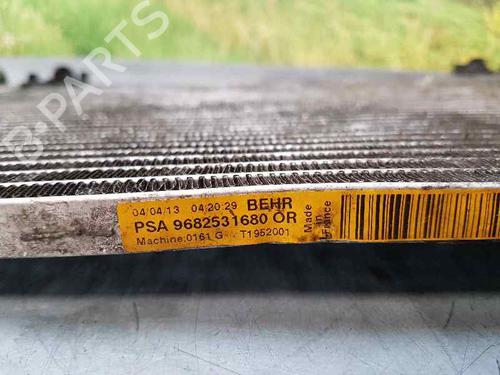 B-PARTS
04/04/13 04:20:29 BEHR
PSA 9682531680 OR
Machine:0161 G T1952001
Made in France